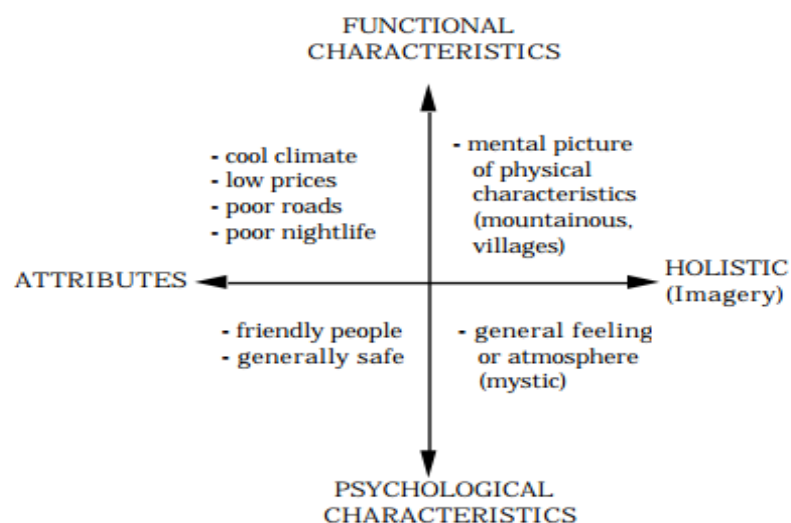 FUNCTIONAL
CHARACTERISTICS
- cool climate
- low prices
- poor roads
- poor nightlife
- mental picture
of physical
characteristics
(mountainous,
villages)
ATTRIBUTES
HOLISTIC
(Imagery)
- friendly people
- generally safe
- general feeling
or atmosphere
(mystic)
PSYCHOLOGICAL
CHARACTERISTICS